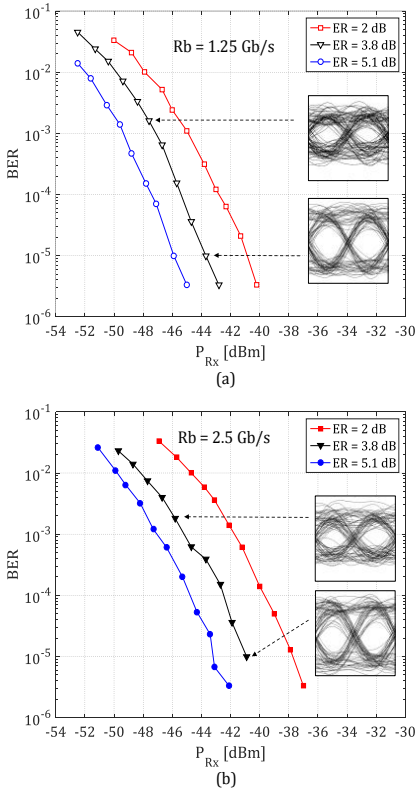 10^-1
Rb = 1.25 Gb/s
ER = 2 dB
ER = 3.8 dB
ER = 5.1 dB
10^-2
10^-3
BER
10^-4
10^-5
10^-6
-54 -52 -50 -48 -46 -44 -42 -40 -38 -36 -34 -32 -30
P_Rx [dBm]
(a)
10^-1
Rb = 2.5 Gb/s
ER = 2 dB
ER = 3.8 dB
ER = 5.1 dB
10^-2
10^-3
BER
10^-4
10^-5
10^-6
-54 -52 -50 -48 -46 -44 -42 -40 -38 -36 -34 -32 -30
P_Rx [dBm]
(b)